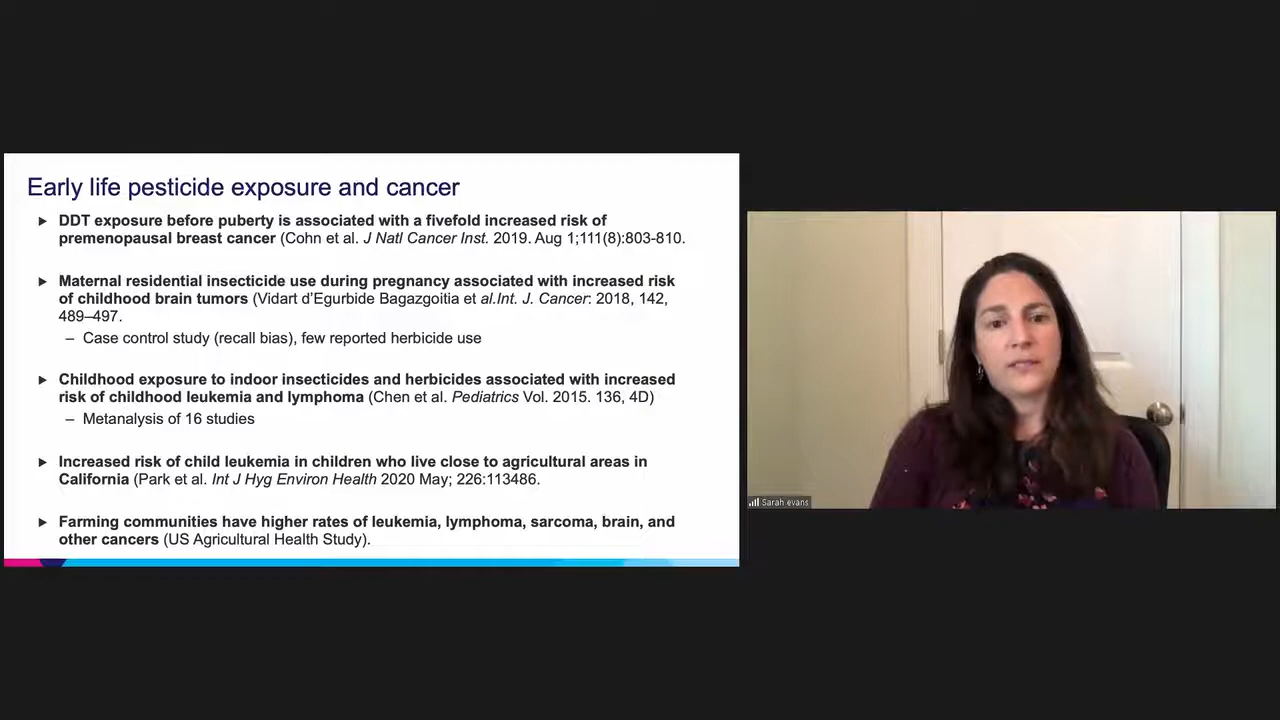 Early life pesticide exposure and cancer
▶ DDT exposure before puberty is associated with a fivefold increased risk of
premenopausal breast cancer (Cohn et al. J Natl Cancer Inst. 2019. Aug 1;111(8):803-810.
▶ Maternal residential insecticide use during pregnancy associated with increased risk
of childhood brain tumors (Vidart d'Egurbide Bagazgoitia et al.Int. J. Cancer: 2018, 142,
489–497.
– Case control study (recall bias), few reported herbicide use
▶ Childhood exposure to indoor insecticides and herbicides associated with increased
risk of childhood leukemia and lymphoma (Chen et al. Pediatrics Vol. 2015. 136, 4D)
– Metanalysis of 16 studies
▶ Increased risk of child leukemia in children who live close to agricultural areas in
California (Park et al. Int J Hyg Environ Health 2020 May; 226:113486.
▶ Farming communities have higher rates of leukemia, lymphoma, sarcoma, brain, and
other cancers (US Agricultural Health Study).
Sarah evans